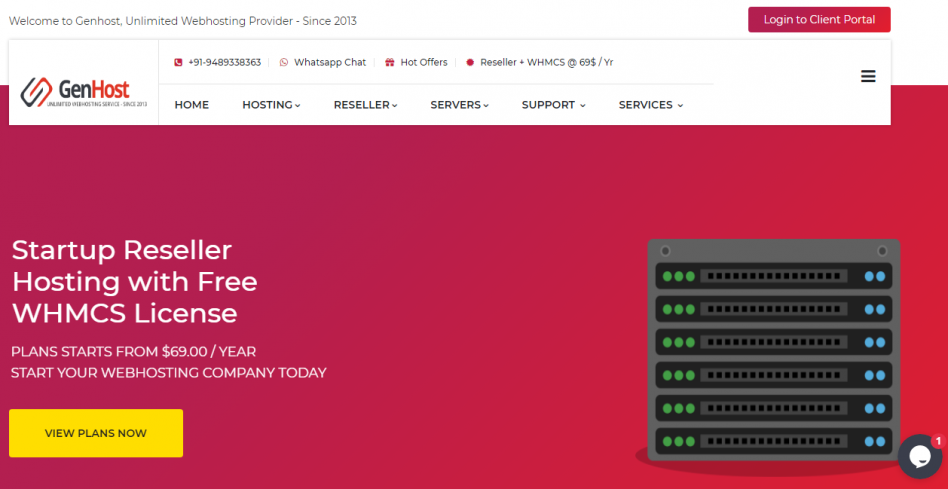 Welcome to Genhost, Unlimited Webhosting Provider - Since 2013
Login to Client Portal
+91-9489338363
Whatsapp Chat
Hot Offers
Reseller + WHMCS @ 69$ / Yr
GenHost
UNLIMITED WEBHOSTING SERVICE - SINCE 2013
HOME
HOSTING
RESELLER
SERVERS
SUPPORT
SERVICES
Startup Reseller
Hosting with Free
WHMCS License
PLANS STARTS FROM $69.00 / YEAR
START YOUR WEBHOSTING COMPANY TODAY
VIEW PLANS NOW
1